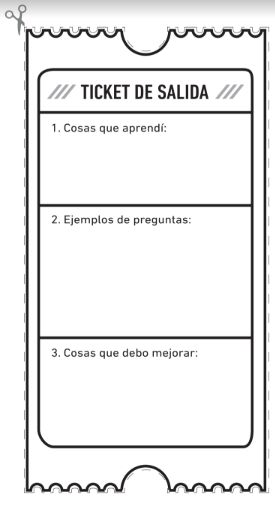 TICKET DE SALIDA
1. Cosas que aprendí:
2. Ejemplos de preguntas:
3. Cosas que debo mejorar: